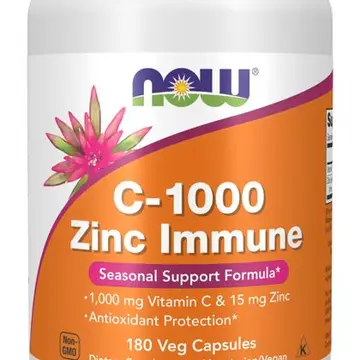 now®
C-1000
Zinc Immune
Seasonal Support Formula*
•1,000 mg Vitamin C & 15 mg Zinc
•Antioxidant Protection*
Non-
GMO
180 Veg Capsules
K